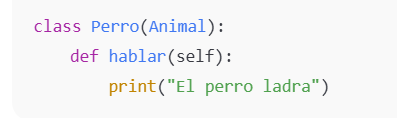 class Perro(Animal):
    def hablar(self):
        print("El perro ladra")